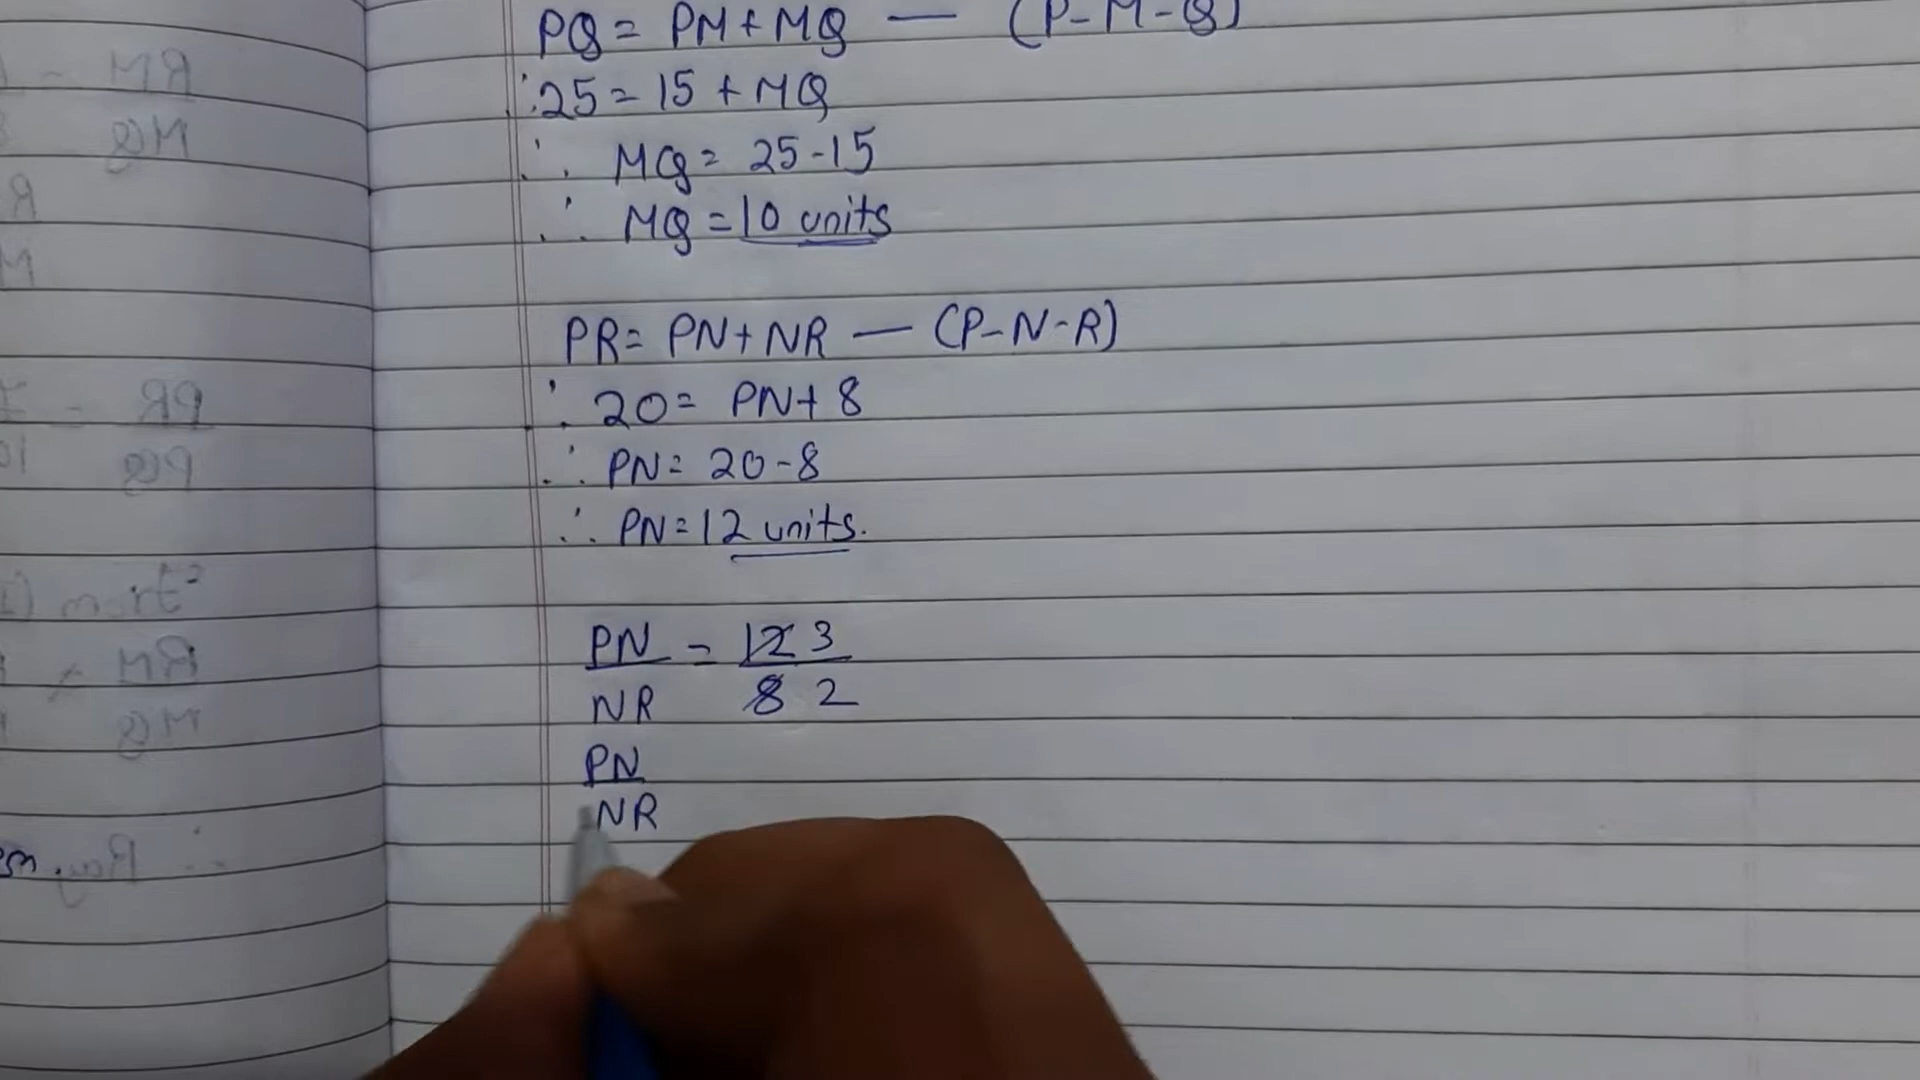 PQ = PM + MQ — (P-M-Q)
∴ 25 = 15 + MQ
∴ MQ = 25-15
∴ MQ = 10 units
PR = PN + NR — (P-N-R)
∴ 20 = PN + 8
∴ PN = 20-8
∴ PN = 12 units.
PN = 12 3
NR 8 2
PN
NR